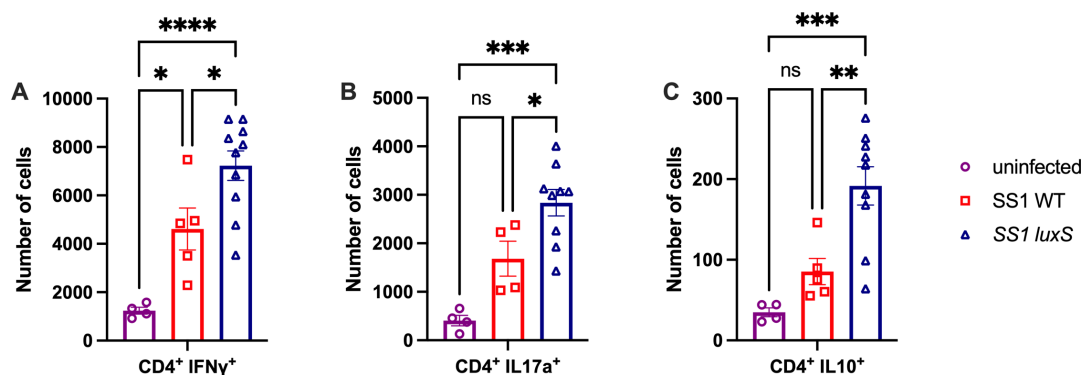 A
****
*
*
Number of cells
10000
8000
6000
4000
2000
0
CD4⁺ IFNγ⁺
B
***
ns
*
Number of cells
5000
4000
3000
2000
1000
0
CD4⁺ IL17a⁺
C
***
ns
**
Number of cells
300
200
100
0
CD4⁺ IL10⁺
uninfected
SS1 WT
SS1 luxS